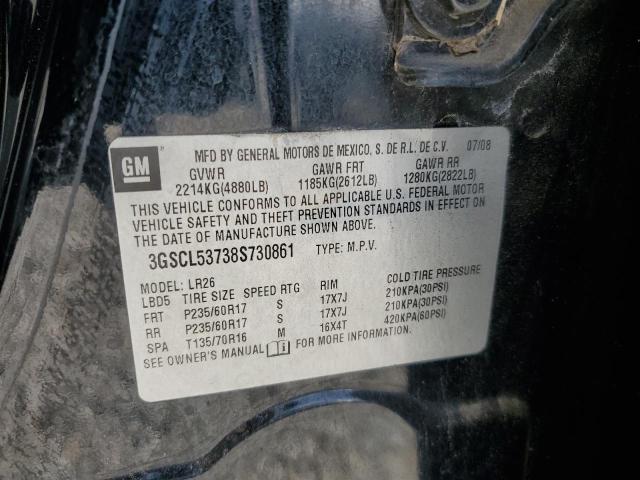 GM
MFD BY GENERAL MOTORS DE MEXICO, S. DE R.L. DE C.V. 07/08
GVWR GAWR FRT GAWR RR
2214KG(4880LB) 1185KG(2612LB) 1280KG(2822LB)
THIS VEHICLE CONFORMS TO ALL APPLICABLE U.S. FEDERAL MOTOR
VEHICLE SAFETY AND THEFT PREVENTION STANDARDS IN EFFECT ON
THE DATE OF MANUFACTURE SHOWN ABOVE.
3GSCL53738S730861 TYPE: M.P.V.
MODEL: LR26
LBD5 TIRE SIZE SPEED RTG RIM COLD TIRE PRESSURE
FRT P235/60R17 S 17X7J 210KPA(30PSI)
RR P235/60R17 S 17X7J 210KPA(30PSI)
SPA T135/70R16 M 16X4T 420KPA(60PSI)
SEE OWNER'S MANUAL i FOR MORE INFORMATION.